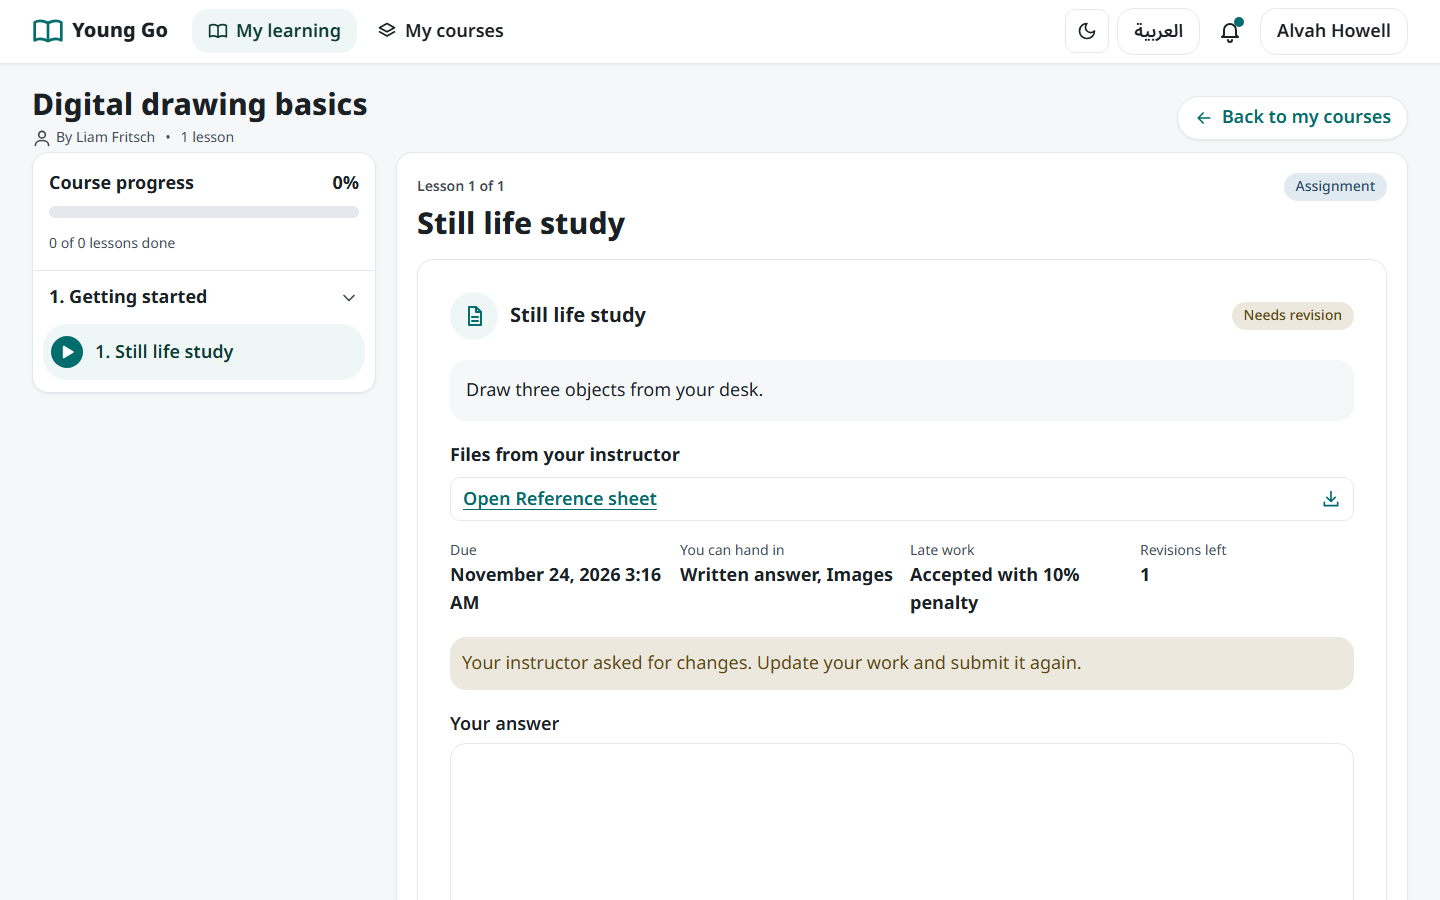 Young Go
My learning
My courses
العربية
Alvah Howell
Digital drawing basics
By Liam Fritsch • 1 lesson
Back to my courses
Course progress 0%
0 of 0 lessons done
1. Getting started
1. Still life study
Lesson 1 of 1
Assignment
Still life study
Still life study
Needs revision
Draw three objects from your desk.
Files from your instructor
Open Reference sheet
Due
November 24, 2026 3:16
AM
You can hand in
Written answer, Images
Late work
Accepted with 10%
penalty
Revisions left
1
Your instructor asked for changes. Update your work and submit it again.
Your answer